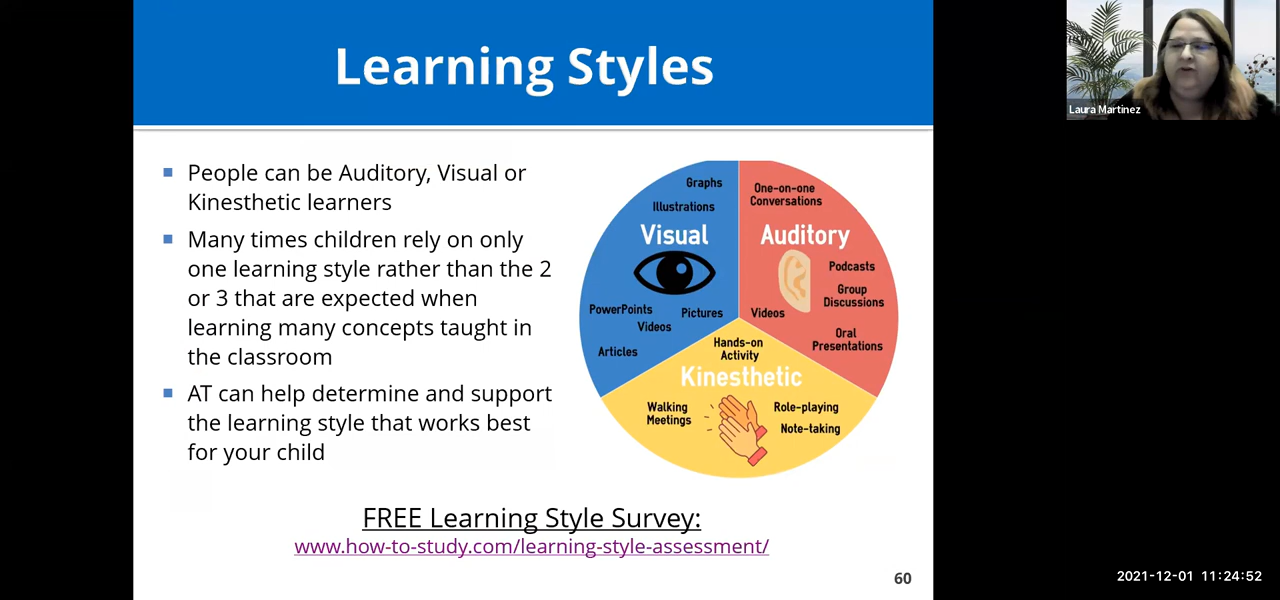 Learning Styles
Laura Martinez
People can be Auditory, Visual or
Kinesthetic learners
Many times children rely on only
one learning style rather than the 2
or 3 that are expected when
learning many concepts taught in
the classroom
AT can help determine and support
the learning style that works best
for your child
Graphs
Illustrations
Visual
PowerPoints
Pictures
Videos
Articles
One-on-one
Conversations
Auditory
Podcasts
Group
Discussions
Videos
Oral
Presentations
Hands-on
Activity
Kinesthetic
Walking
Meetings
Role-playing
Note-taking
FREE Learning Style Survey:
www.how-to-study.com/learning-style-assessment/
60
2021-12-01 11:24:52